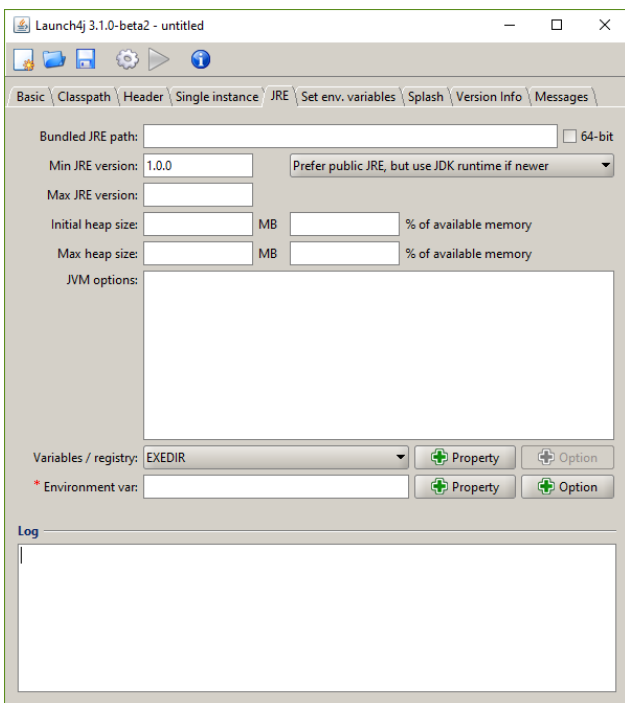 Launch4j 3.1.0-beta2 - untitled
Basic Classpath Header Single instance JRE Set env. variables Splash Version Info Messages
Bundled JRE path: 64-bit
Min JRE version: 1.0.0 Prefer public JRE, but use JDK runtime if newer
Max JRE version:
Initial heap size: MB % of available memory
Max heap size: MB % of available memory
JVM options:
Variables / registry: EXEDIR Property Option
* Environment var: Property Option
Log